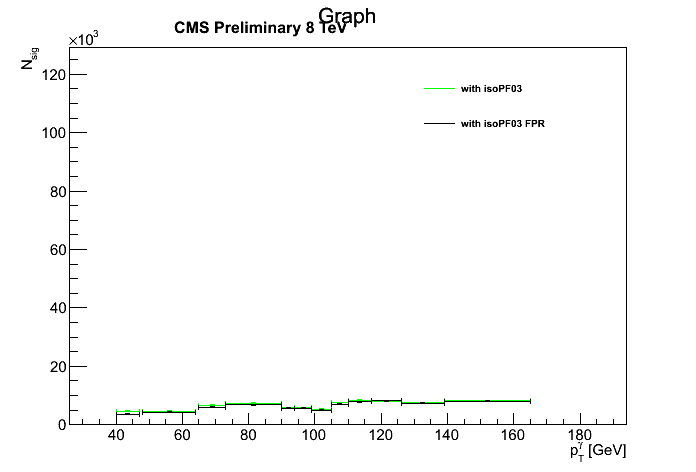 Graph
CMS Preliminary 8 TeV
×10³
N_sig
120
100
80
60
40
20
0
with isoPF03
with isoPF03 FPR
40 60 80 100 120 140 160 180
p_T^γ [GeV]